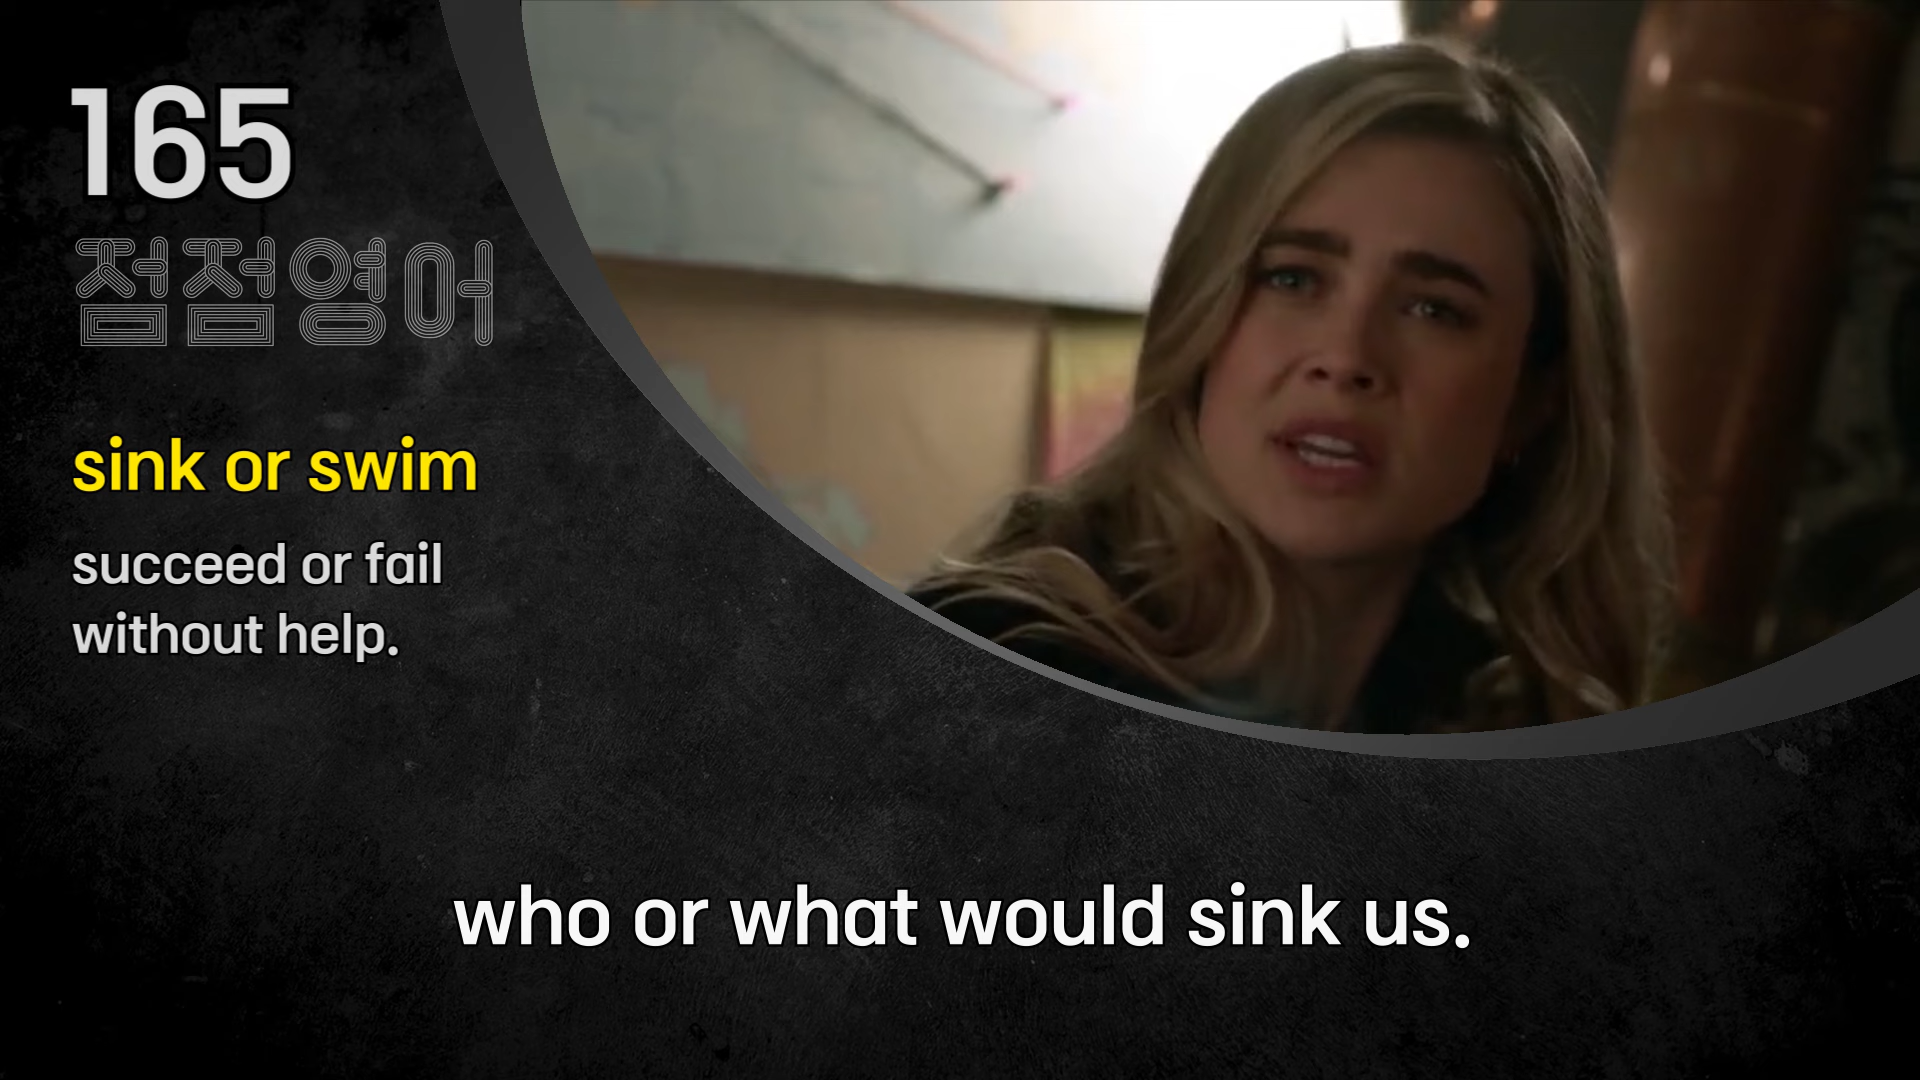 165
점점영어
sink or swim
succeed or fail
without help.
who or what would sink us.